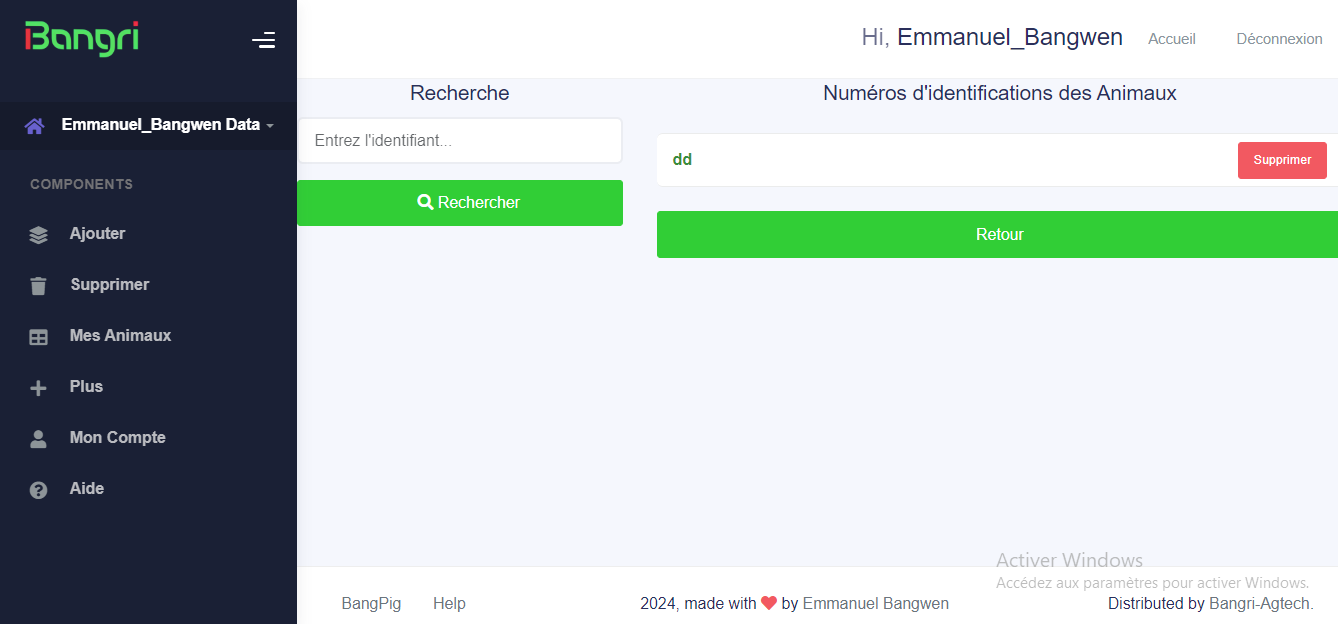 Bangri
Hi, Emmanuel_Bangwen Accueil Déconnexion
Emmanuel_Bangwen Data
COMPONENTS
Ajouter
Supprimer
Mes Animaux
Plus
Mon Compte
Aide
Recherche
Entrez l'identifiant...
Rechercher
Numéros d'identifications des Animaux
dd Supprimer
Retour
Activer Windows
Accédez aux paramètres pour activer Windows.
BangPig Help 2024, made with by Emmanuel Bangwen Distributed by Bangri-Agtech.